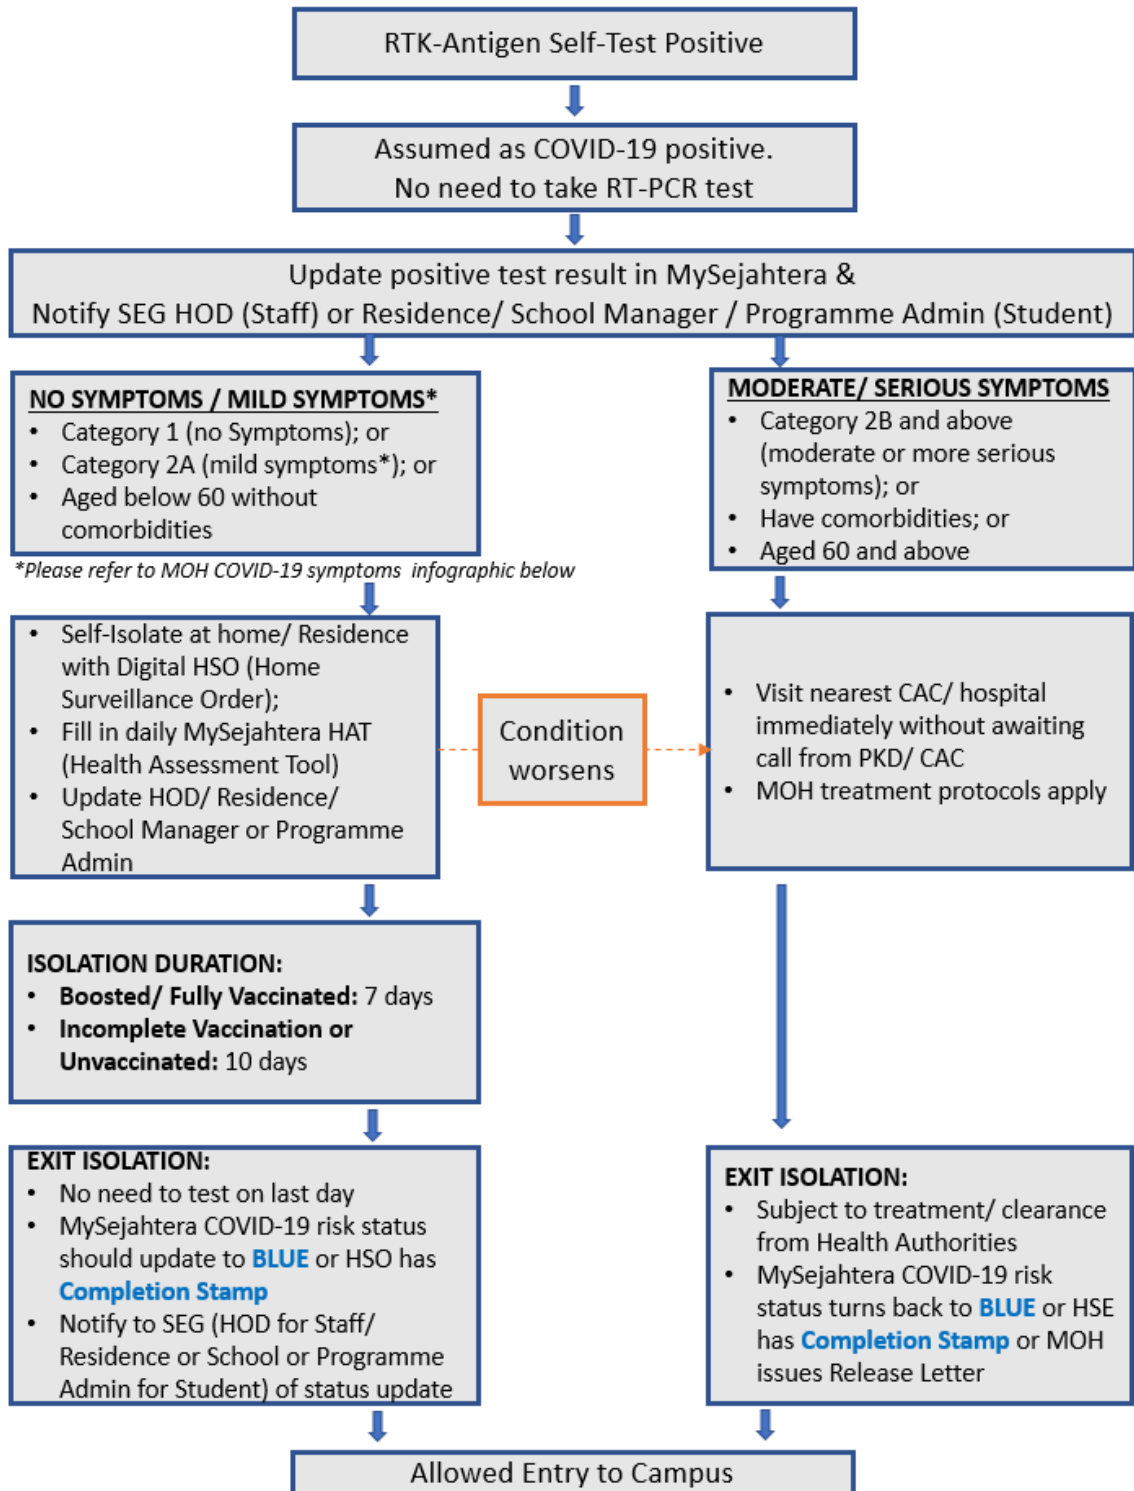 RTK-Antigen Self-Test Positive
Assumed as COVID-19 positive.
No need to take RT-PCR test
Update positive test result in MySejahtera &
Notify SEG HOD (Staff) or Residence/ School Manager / Programme Admin (Student)
NO SYMPTOMS / MILD SYMPTOMS*
• Category 1 (no Symptoms); or
• Category 2A (mild symptoms*); or
• Aged below 60 without
comorbidities
*Please refer to MOH COVID-19 symptoms infographic below
MODERATE/ SERIOUS SYMPTOMS
• Category 2B and above
(moderate or more serious
symptoms); or
• Have comorbidities; or
• Aged 60 and above
• Self-Isolate at home/ Residence
with Digital HSO (Home
Surveillance Order);
• Fill in daily MySejahtera HAT
(Health Assessment Tool)
• Update HOD/ Residence/
School Manager or Programme
Admin
Condition
worsens
• Visit nearest CAC/ hospital
immediately without awaiting
call from PKD/ CAC
• MOH treatment protocols apply
ISOLATION DURATION:
• Boosted/ Fully Vaccinated: 7 days
• Incomplete Vaccination or
Unvaccinated: 10 days
EXIT ISOLATION:
• No need to test on last day
• MySejahtera COVID-19 risk status
should update to BLUE or HSO has
Completion Stamp
• Notify to SEG (HOD for Staff/
Residence or School or Programme
Admin for Student) of status update
EXIT ISOLATION:
• Subject to treatment/ clearance
from Health Authorities
• MySejahtera COVID-19 risk
status turns back to BLUE or HSE
has Completion Stamp or MOH
issues Release Letter
Allowed Entry to Campus